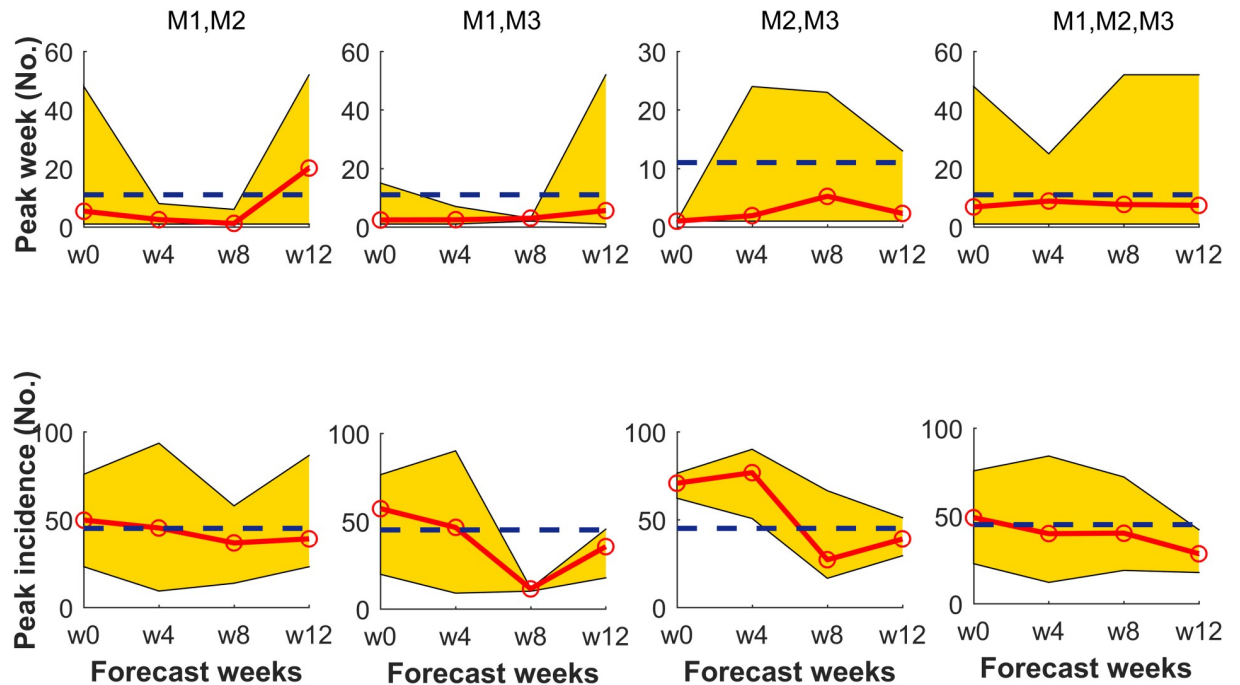 M1,M2 M1,M3 M2,M3 M1,M2,M3
Peak week (No.)
60 60 30 60
40 40 20 40
20 20 10 20
0 0 0 0
w0 w4 w8 w12 w0 w4 w8 w12 w0 w4 w8 w12 w0 w4 w8 w12
Peak incidence (No.)
100 100 100 100
50 50 50 50
0 0 0 0
w0 w4 w8 w12 w0 w4 w8 w12 w0 w4 w8 w12 w0 w4 w8 w12
Forecast weeks Forecast weeks Forecast weeks Forecast weeks